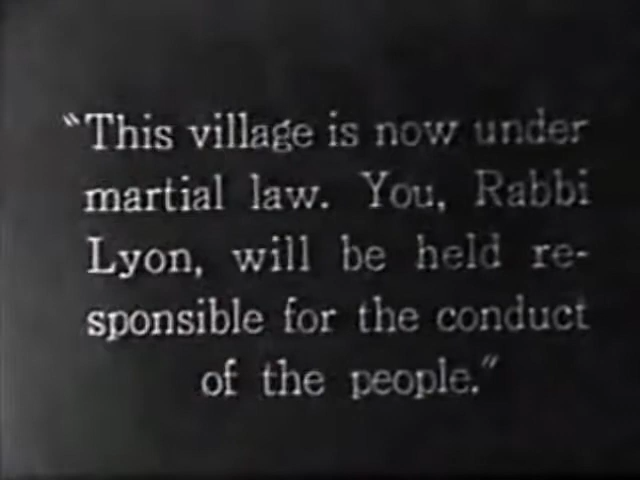 "This village is now under
martial law. You, Rabbi
Lyon, will be held re-
sponsible for the conduct
of the people."